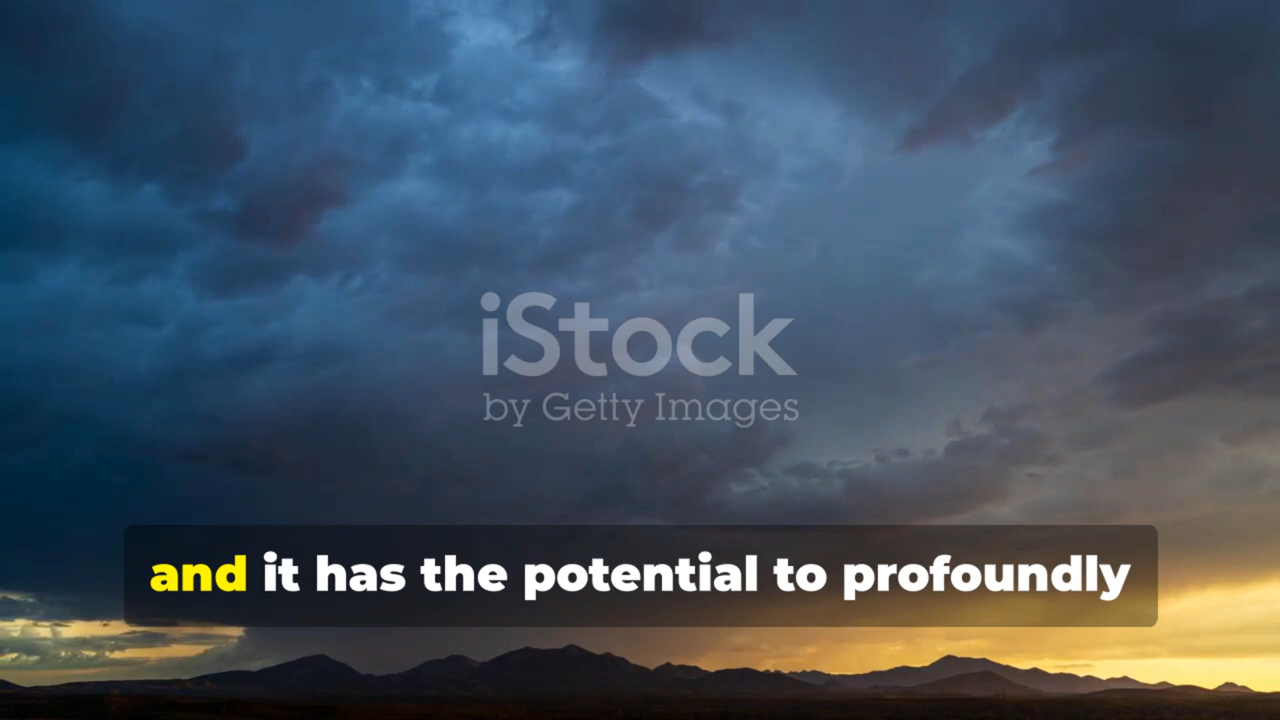 iStock
by Getty Images
and it has the potential to profoundly